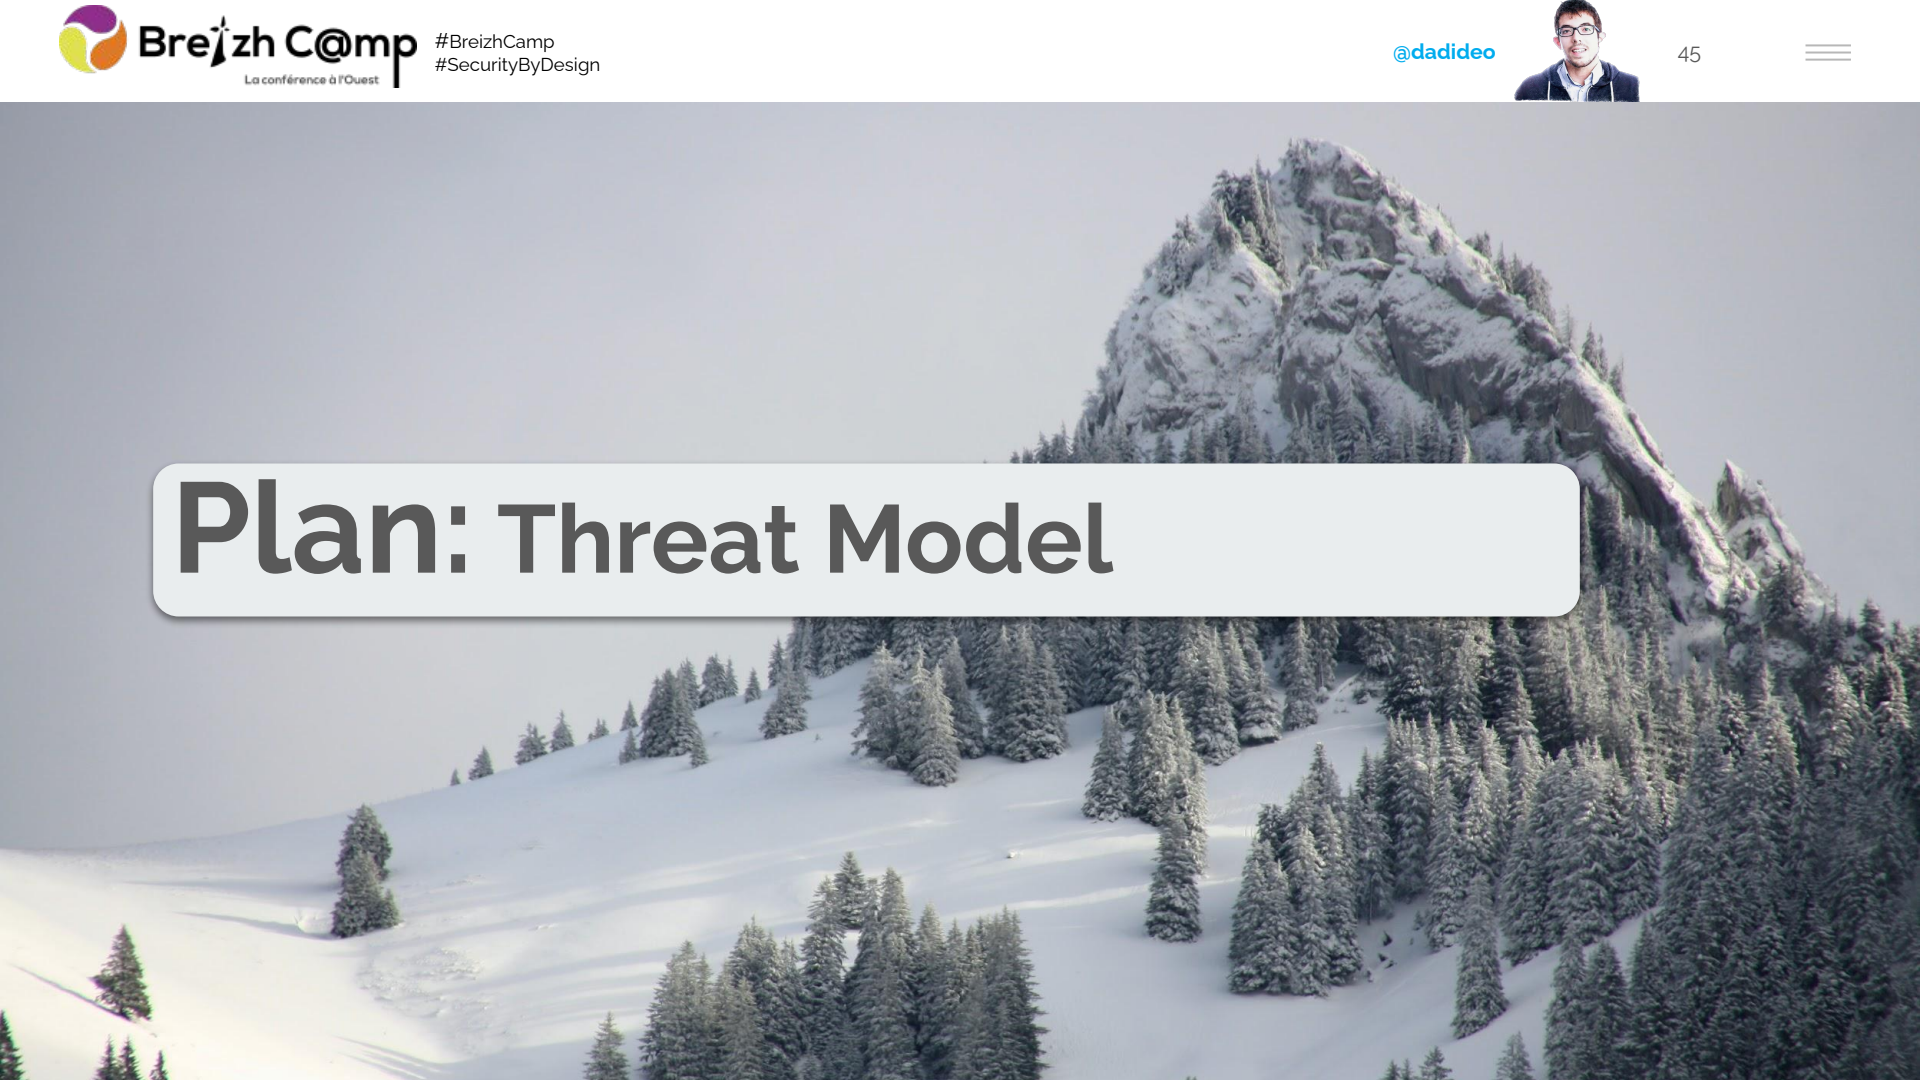 Breizh C@mp
La conférence à l'Ouest
#BreizhCamp
#SecurityByDesign
@dadideo
45
Plan: Threat Model